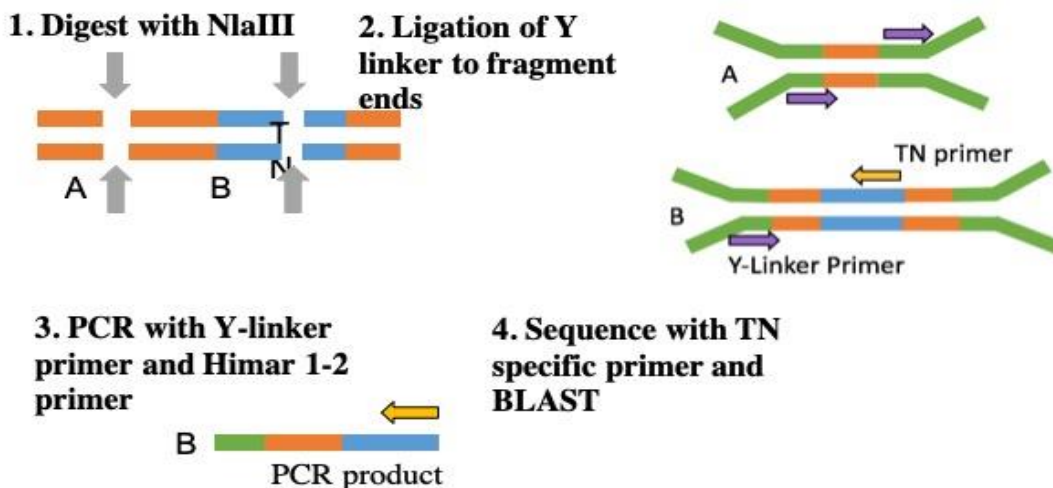 1. Digest with NlaIII
2. Ligation of Y
linker to fragment
ends
T
N
A
B
A
TN primer
B
Y-Linker Primer
3. PCR with Y-linker
primer and Himar 1-2
primer
B
PCR product
4. Sequence with TN
specific primer and
BLAST